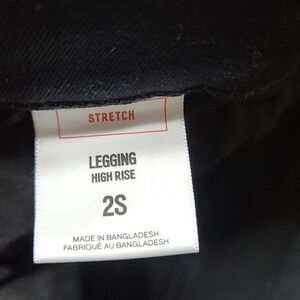 STRETCH
LEGGING
HIGH RISE
2S
MADE IN BANGLADESH
FABRIQUÉ AU BANGLADESH